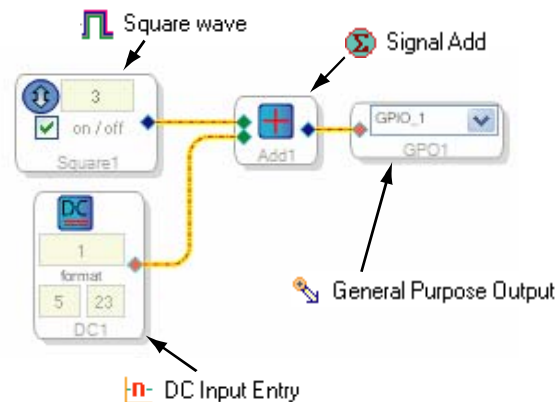 Square wave
Signal Add
3
on / off
Square1
Add1
GPIO_1
GPO1
DC
1
format
5 23
DC1
General Purpose Output
-n- DC Input Entry